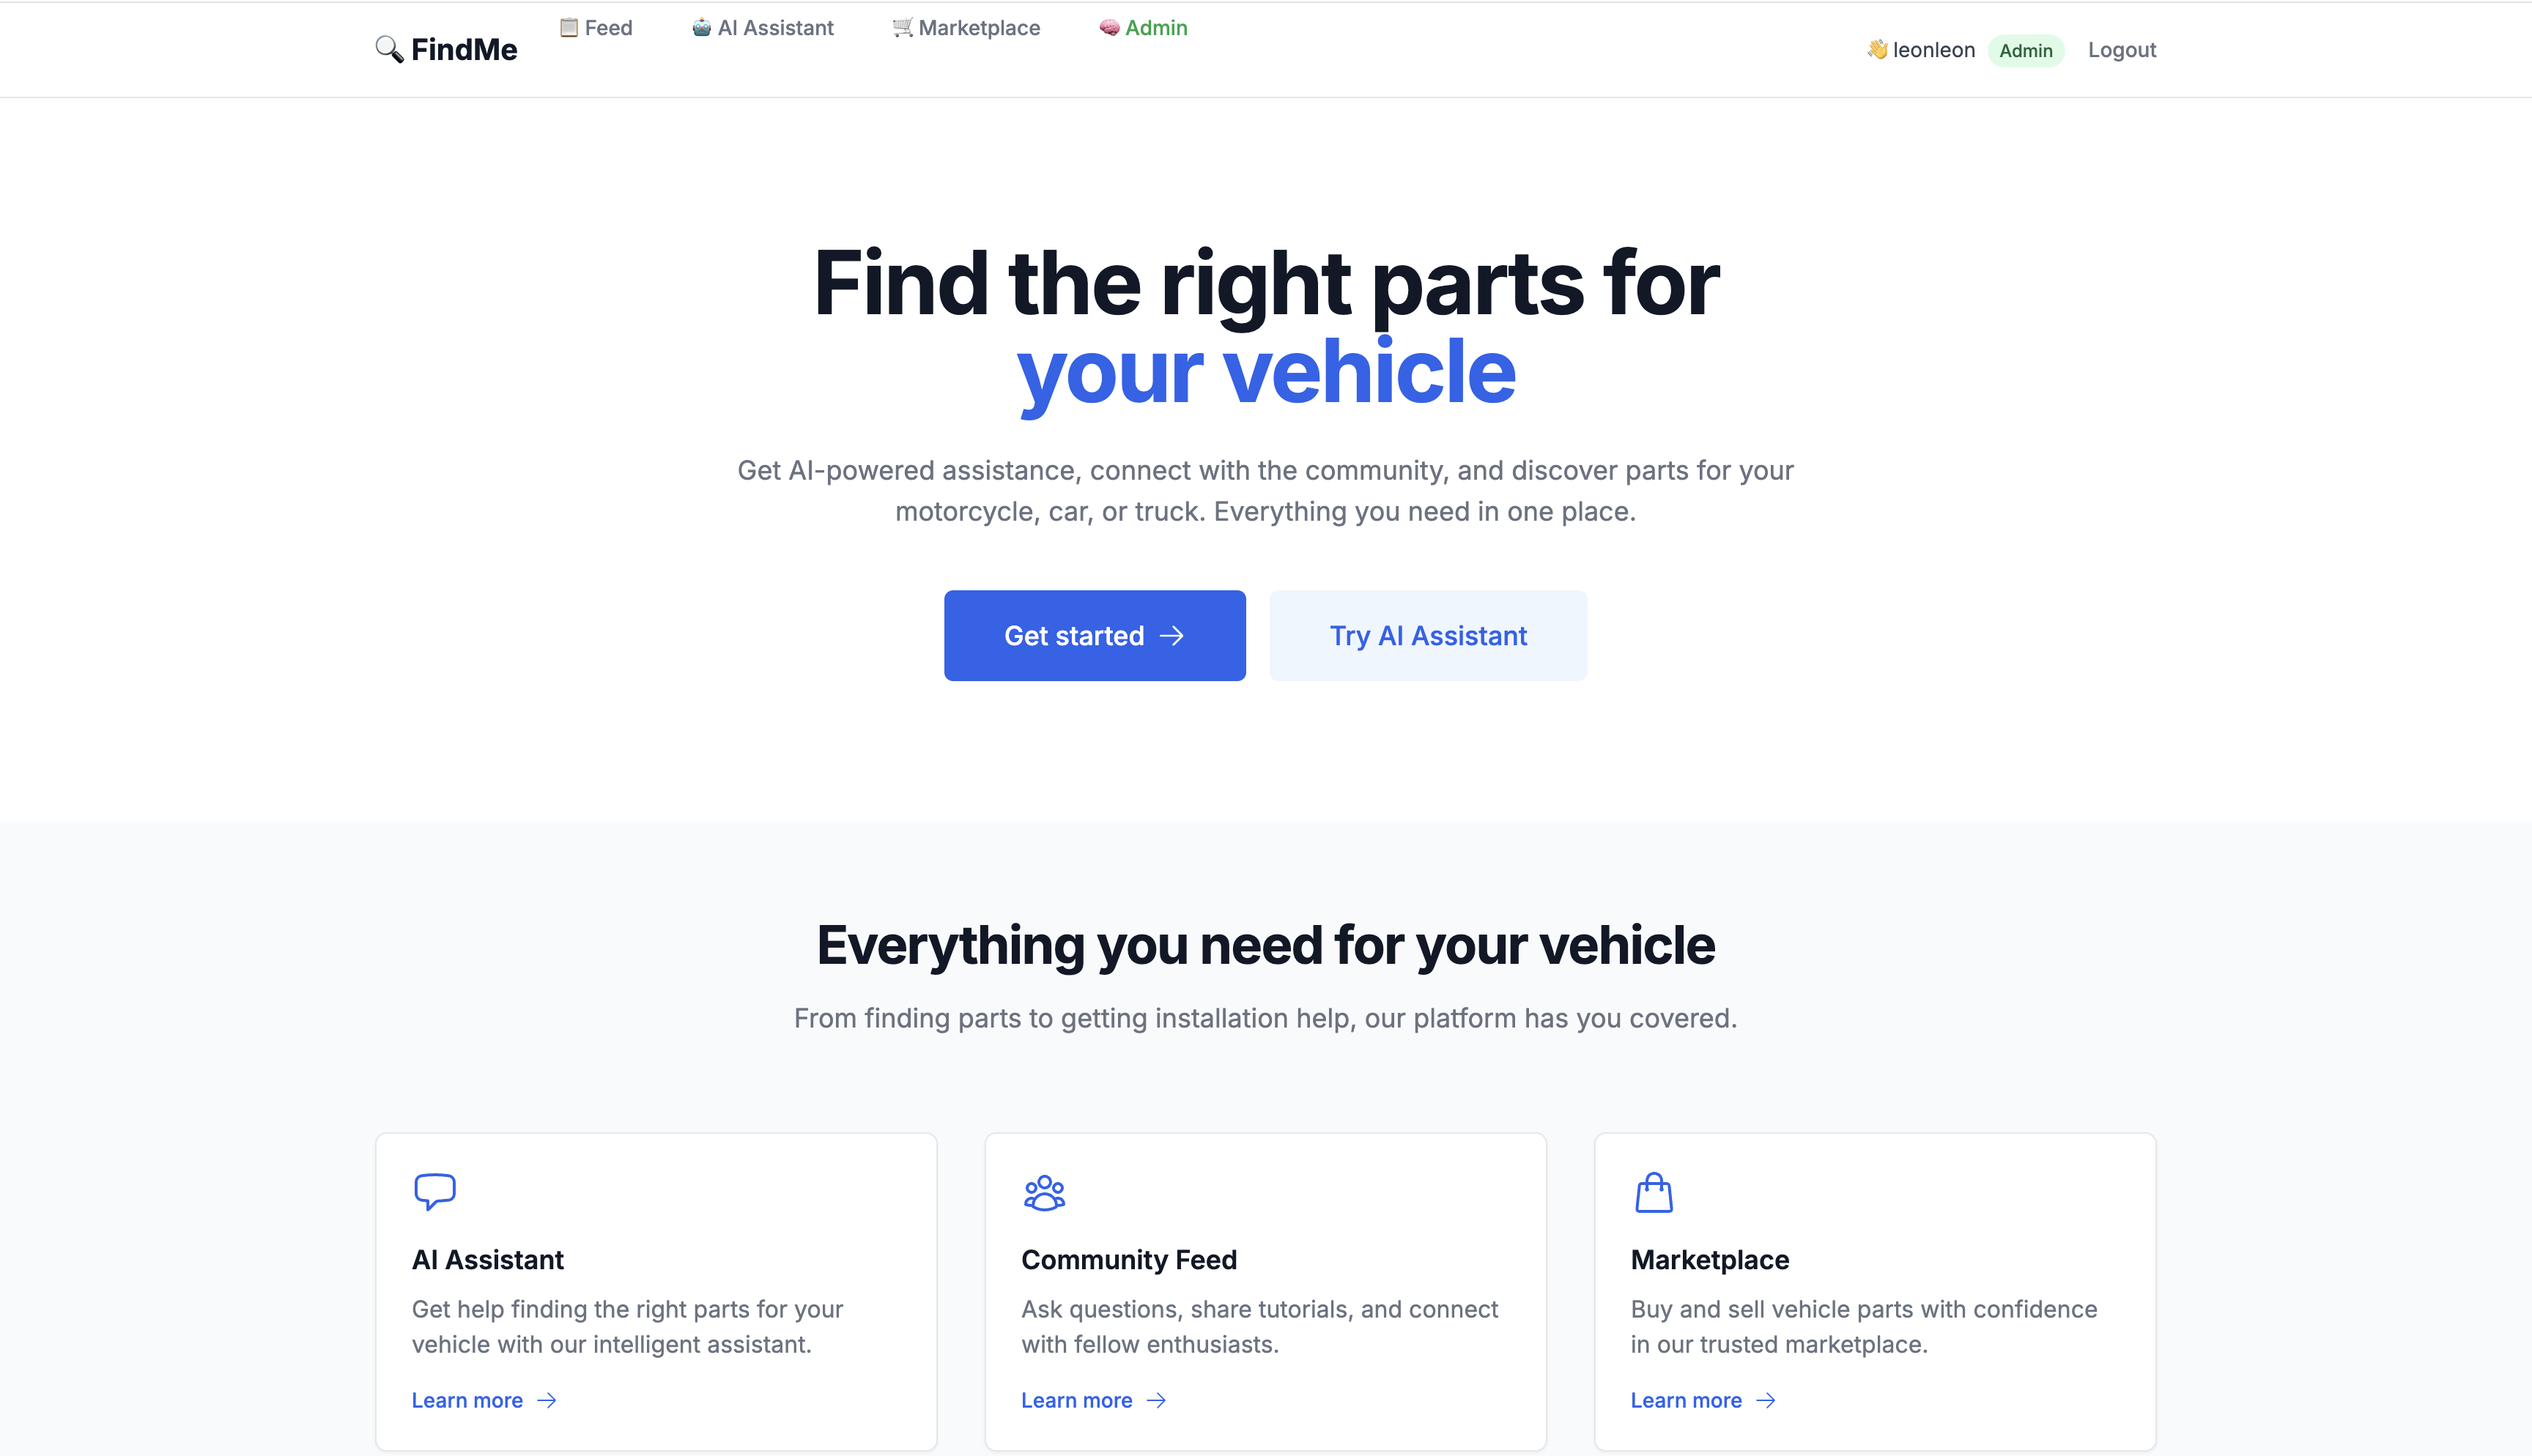 FindMe
Feed
AI Assistant
Marketplace
Admin
leonleon
Admin
Logout
Find the right parts for
your vehicle
Get AI-powered assistance, connect with the community, and discover parts for your
motorcycle, car, or truck. Everything you need in one place.
Get started →
Try AI Assistant
Everything you need for your vehicle
From finding parts to getting installation help, our platform has you covered.
AI Assistant
Get help finding the right parts for your
vehicle with our intelligent assistant.
Learn more →
Community Feed
Ask questions, share tutorials, and connect
with fellow enthusiasts.
Learn more →
Marketplace
Buy and sell vehicle parts with confidence
in our trusted marketplace.
Learn more →